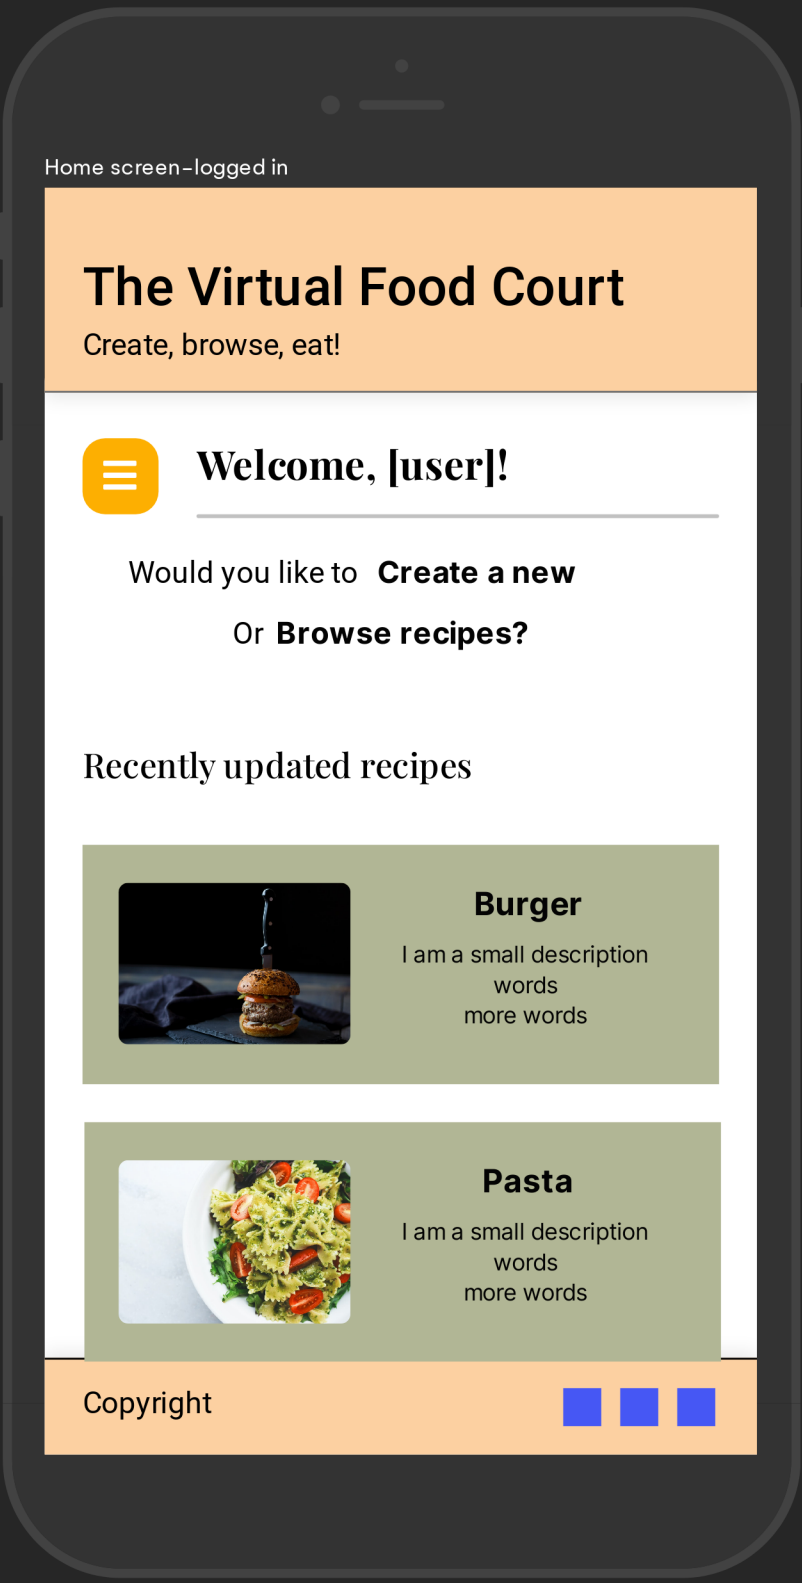 Home screen-logged in
The Virtual Food Court
Create, browse, eat!
Welcome, [user]!
Would you like to Create a new
Or Browse recipes?
Recently updated recipes
Burger
I am a small description
words
more words
Pasta
I am a small description
words
more words
Copyright